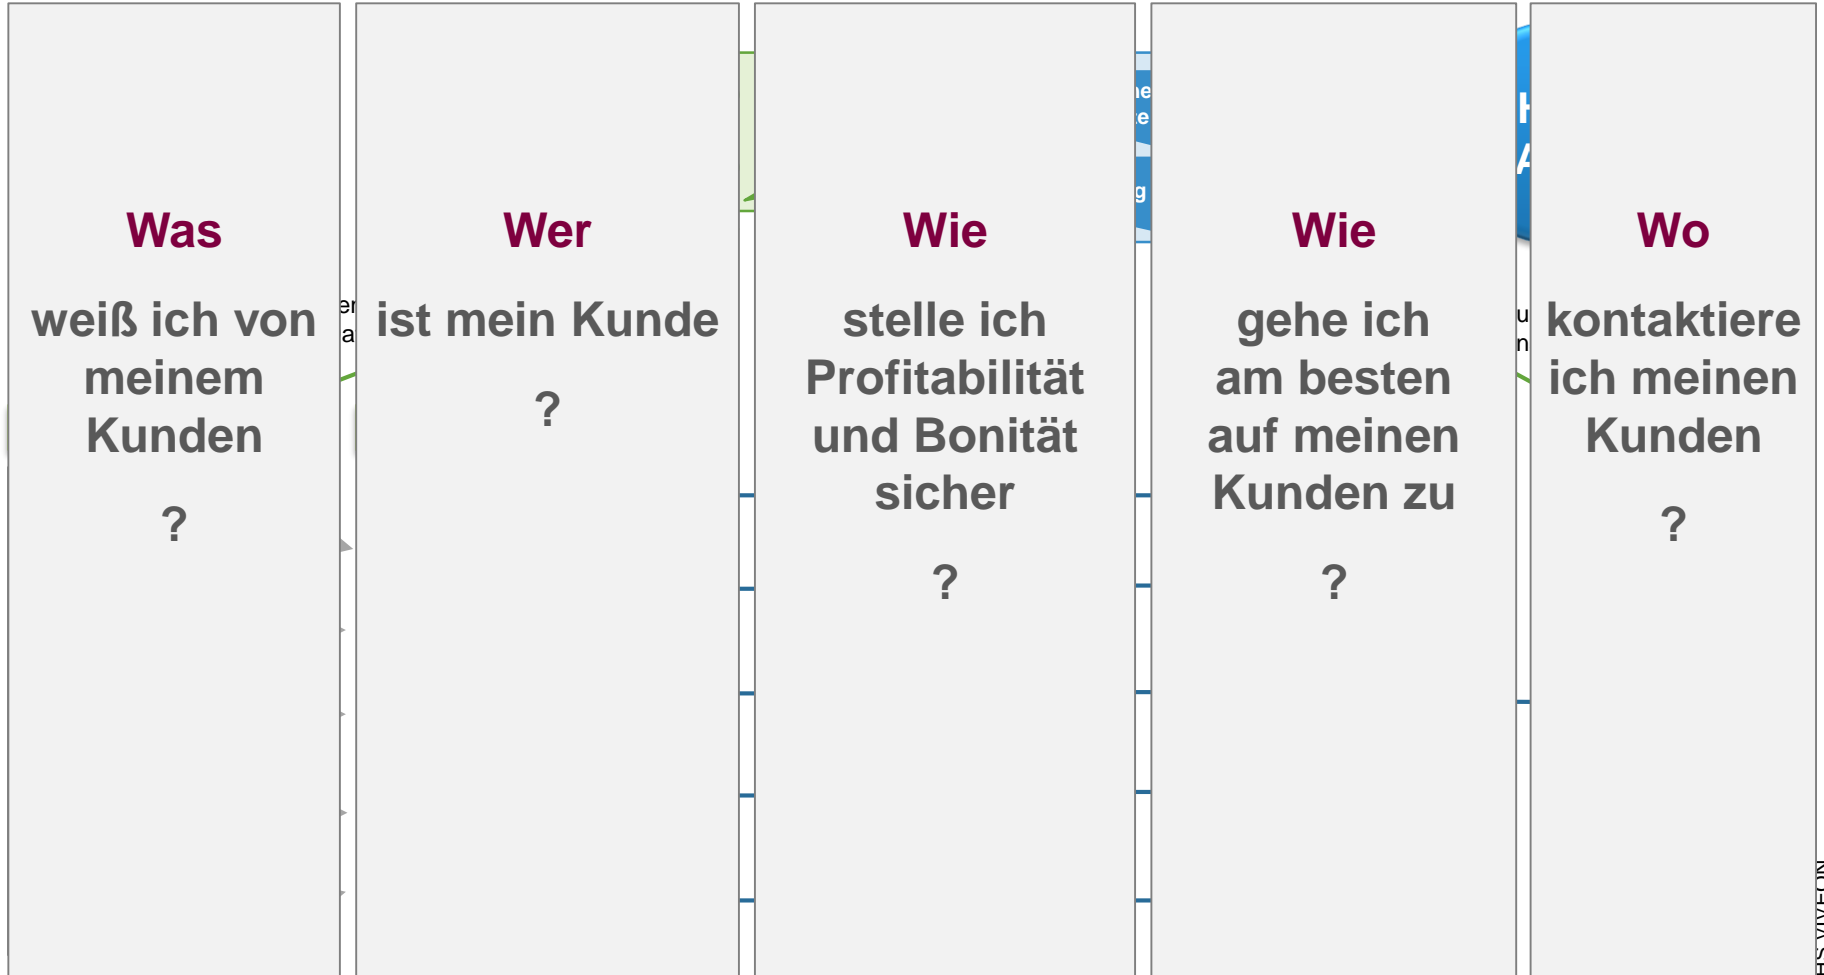 Was
weiß ich von
meinem
Kunden
?
Wer
ist mein Kunde
?
Wie
stelle ich
Profitabilität
und Bonität
sicher
?
Wie
gehe ich
am besten
auf meinen
Kunden zu
?
Wo
kontaktiere
ich meinen
Kunden
?